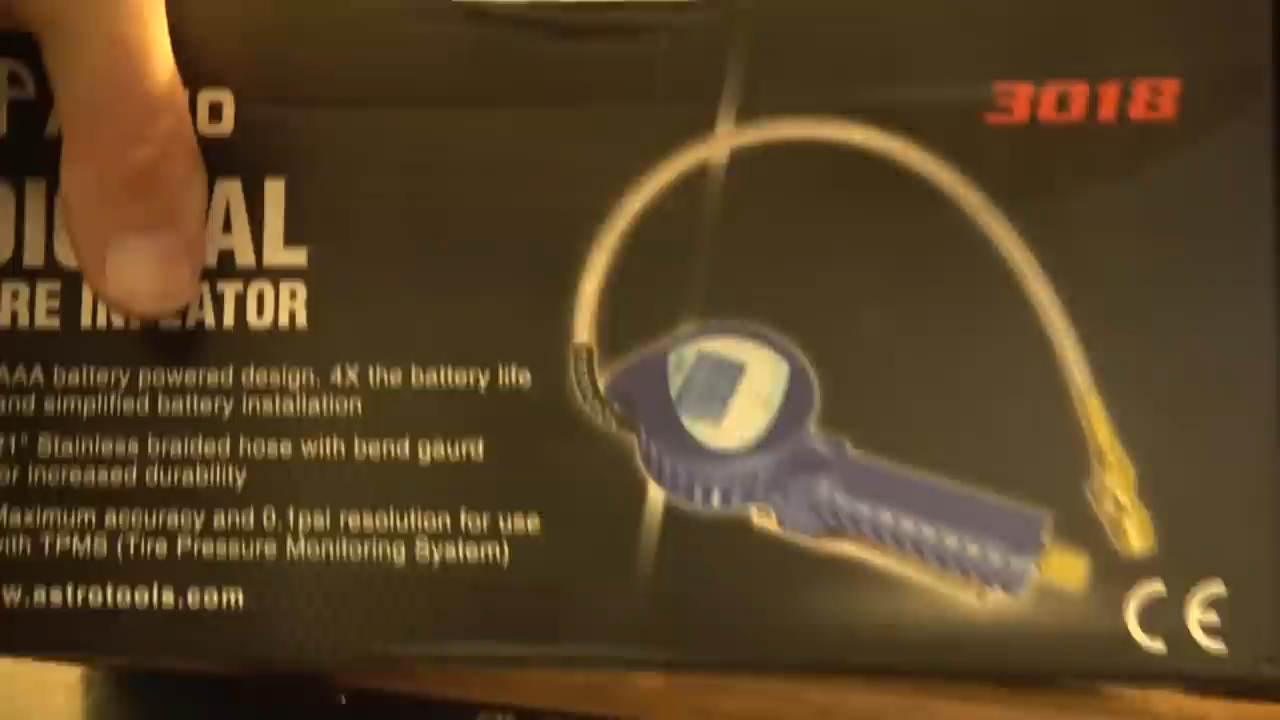 3018
AAA battery powered design. 4X the battery life
and simplified battery installation
Stainless braided hose with bend gaurd
or increased durability
Maximum accuracy and 0.1psi resolution for use
with TPMS (Tire Pressure Monitoring System)
w.astrotools.com
CE